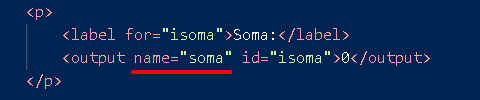 <p>
<label for="isoma">Soma:</label>
<output name="soma" id="isoma">0</output>
</p>